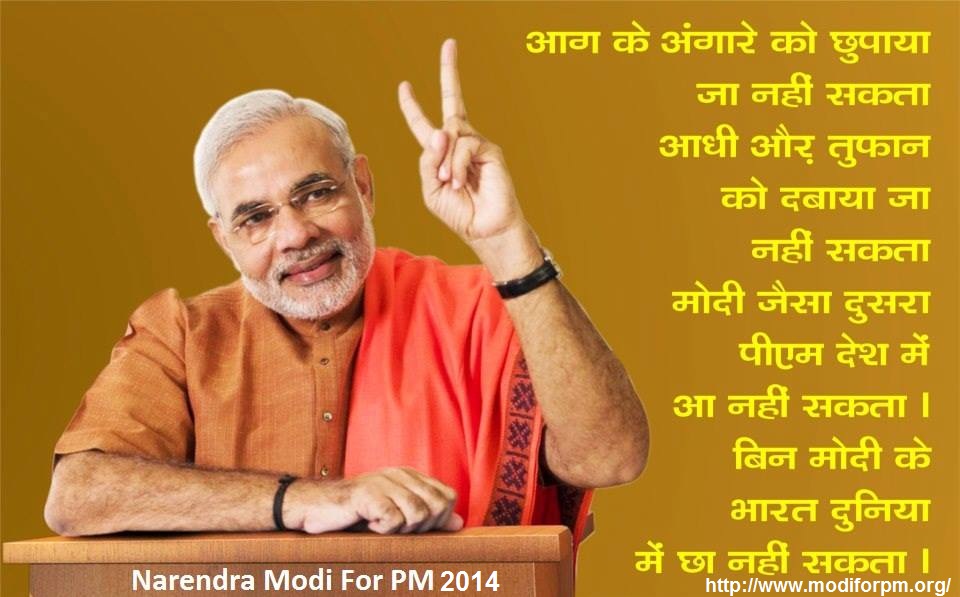 आग के अंगारे को छुपाया
जा नहीं सकता
आधी और् तुफान
को दबाया जा
नहीं सकता
मोदी जैसा दुसरा
पीएम देश में
आ नहीं सकता ।
बिन मोदी के
भारत दुनिया
में छा नहीं सकता ।
Narendra Modi For PM 2014
http://www.modiforpm.org/